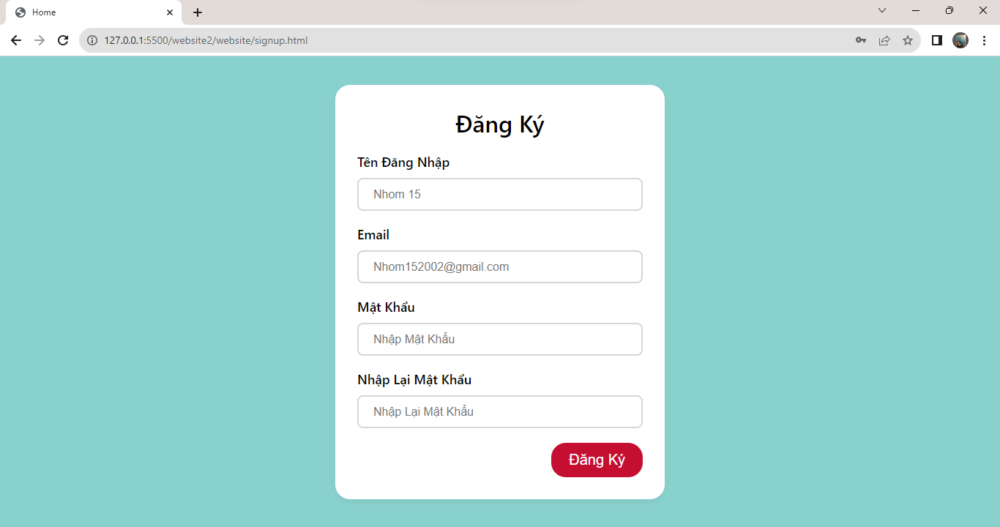 Home
127.0.0.1:5500/website2/website/signup.html
Đăng Ký
Tên Đăng Nhập
Nhom 15
Email
Nhom152002@gmail.com
Mật Khẩu
Nhập Mật Khẩu
Nhập Lại Mật Khẩu
Nhập Lại Mật Khẩu
Đăng Ký